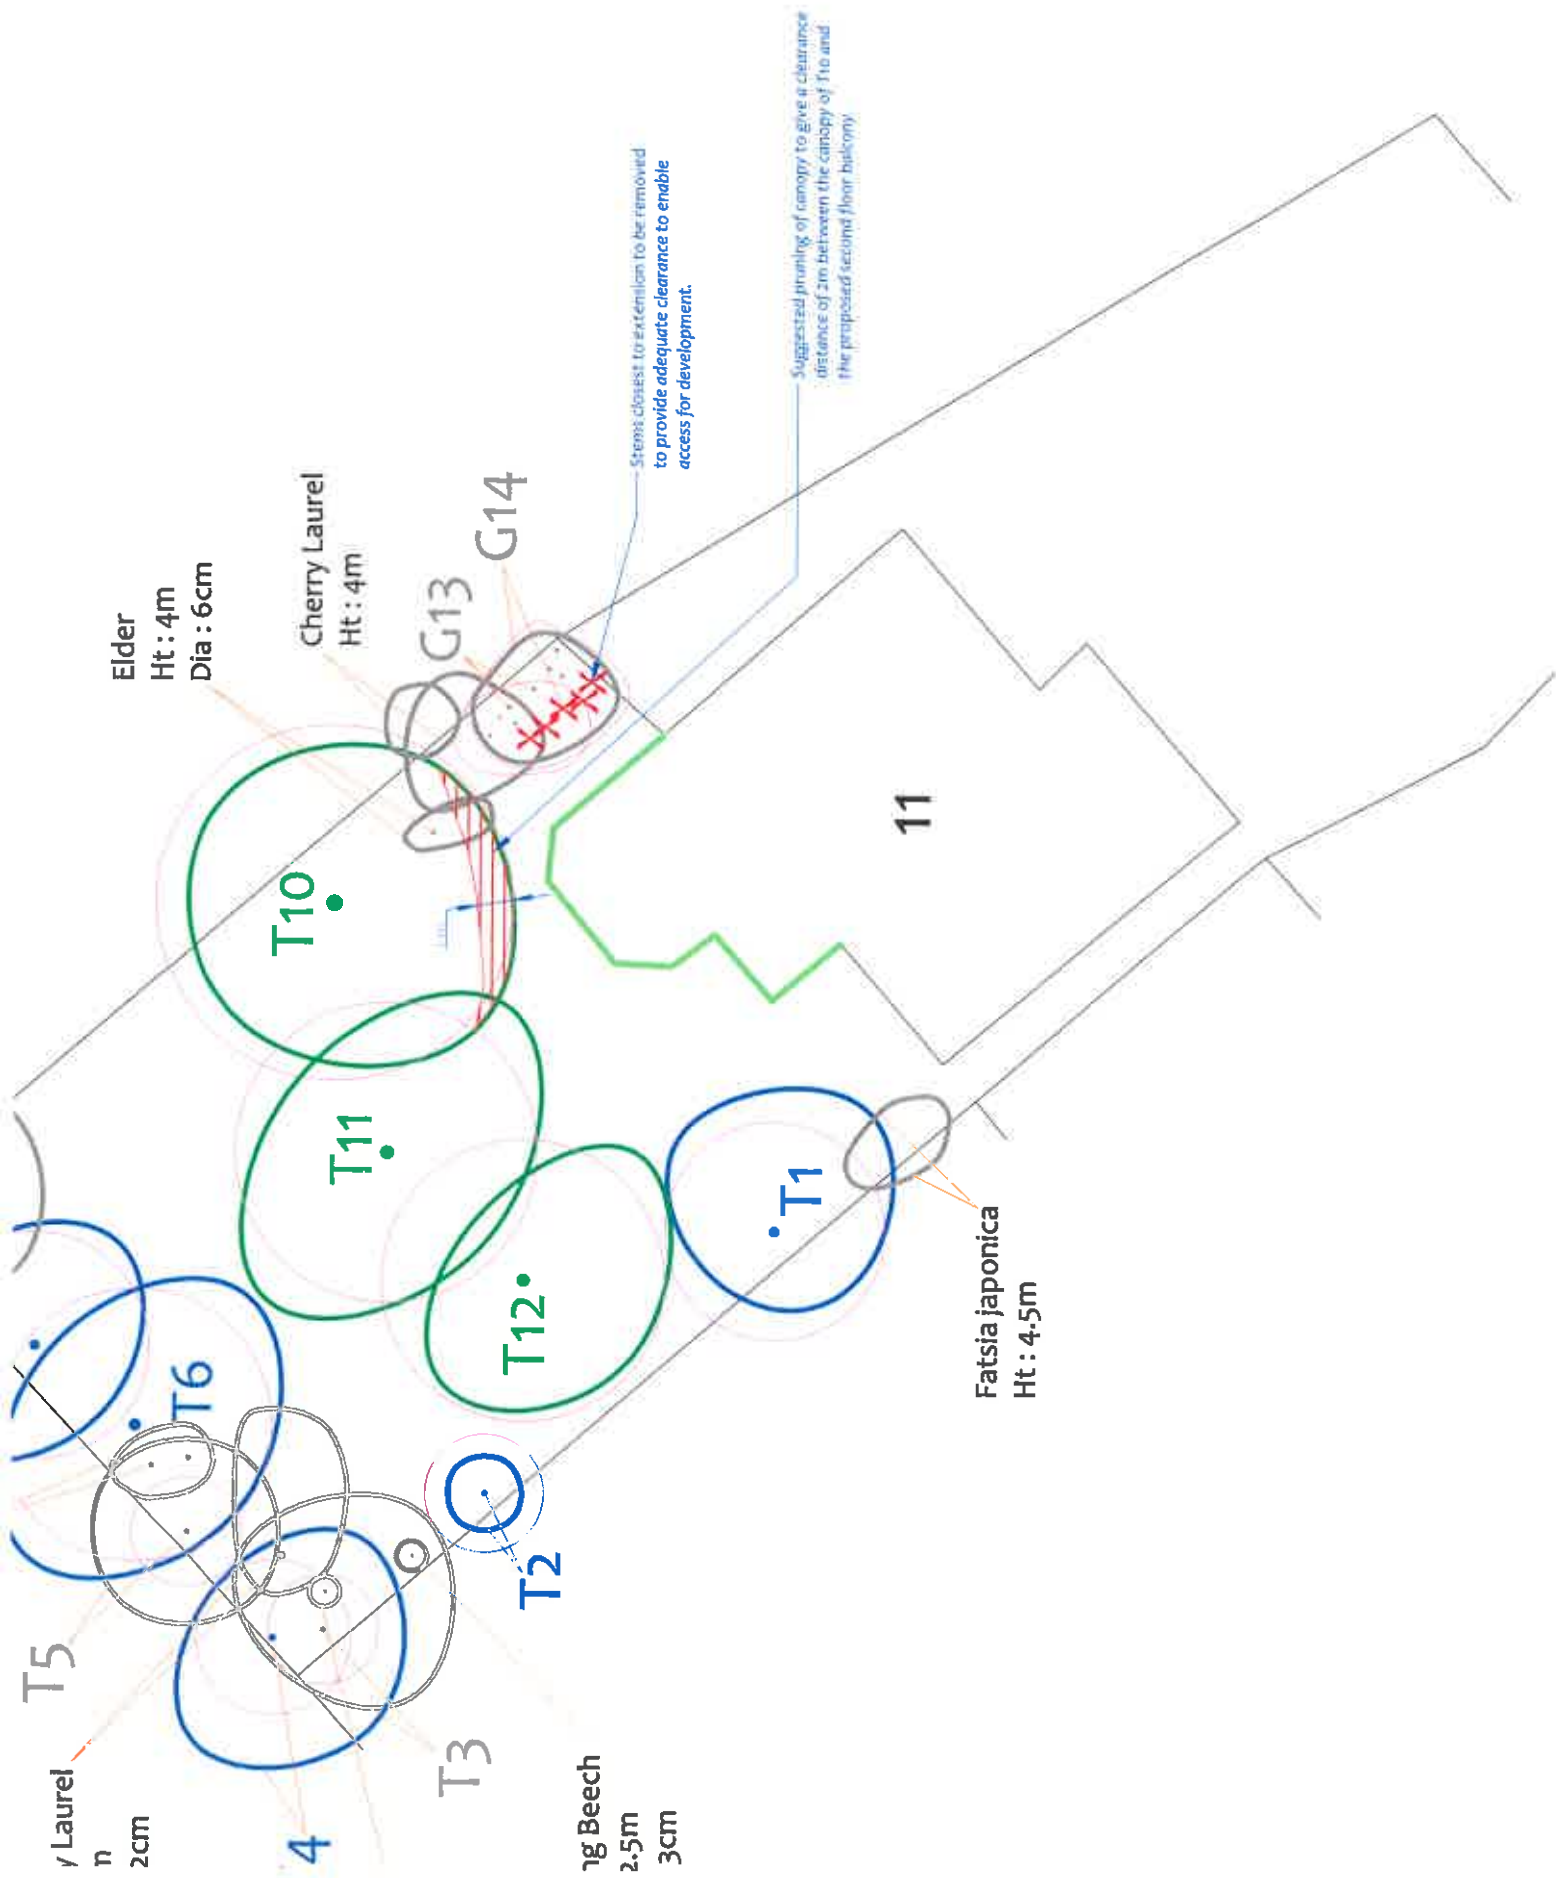 Elder
Ht : 4m
Dia : 6cm
Cherry Laurel
Ht : 4m
G13
G14
Stems closest to extension to be removed
to provide adequate clearance to enable
access for development.
Suggested pruning of canopy to give a clearance
distance of 2m between the canopy of T10 and
the proposed second floor balcony
T10
T11
T12
T1
11
Fatsia japonica
Ht : 4.5m
T6
T2
T5
T3
4
y Laurel
n
2cm
ng Beech
2.5m
3cm